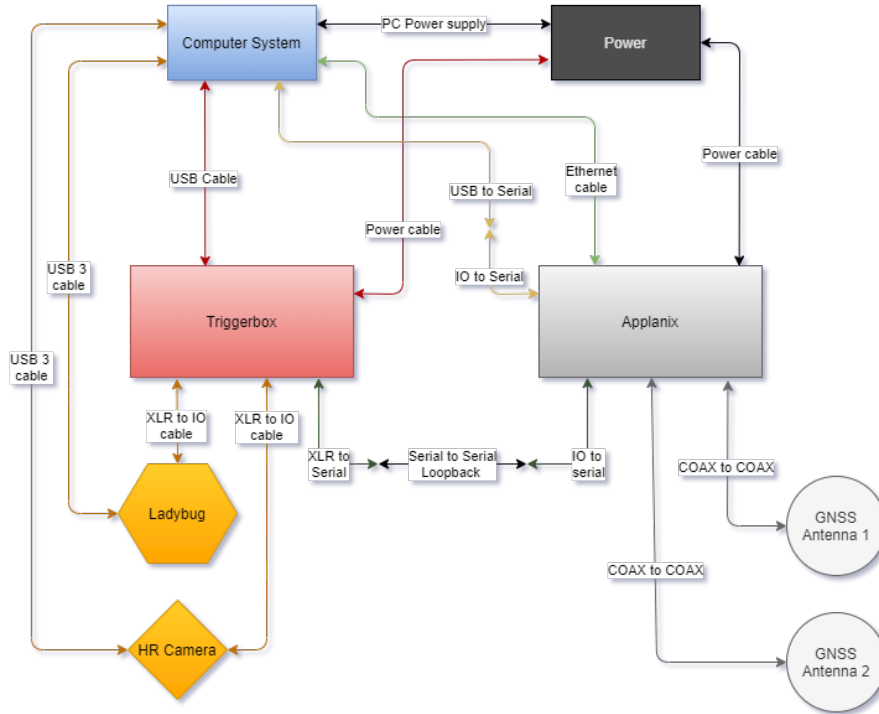 PC Power supply
Computer System
Power
Power cable
Ethernet
cable
USB Cable
USB to Serial
Power cable
USB 3
cable
IO to Serial
Triggerbox
Applanix
USB 3
cable
XLR to IO
cable
XLR to IO
cable
XLR to
Serial
Serial to Serial
Loopback
IO to
serial
COAX to COAX
Ladybug
GNSS
Antenna 1
COAX to COAX
HR Camera
GNSS
Antenna 2